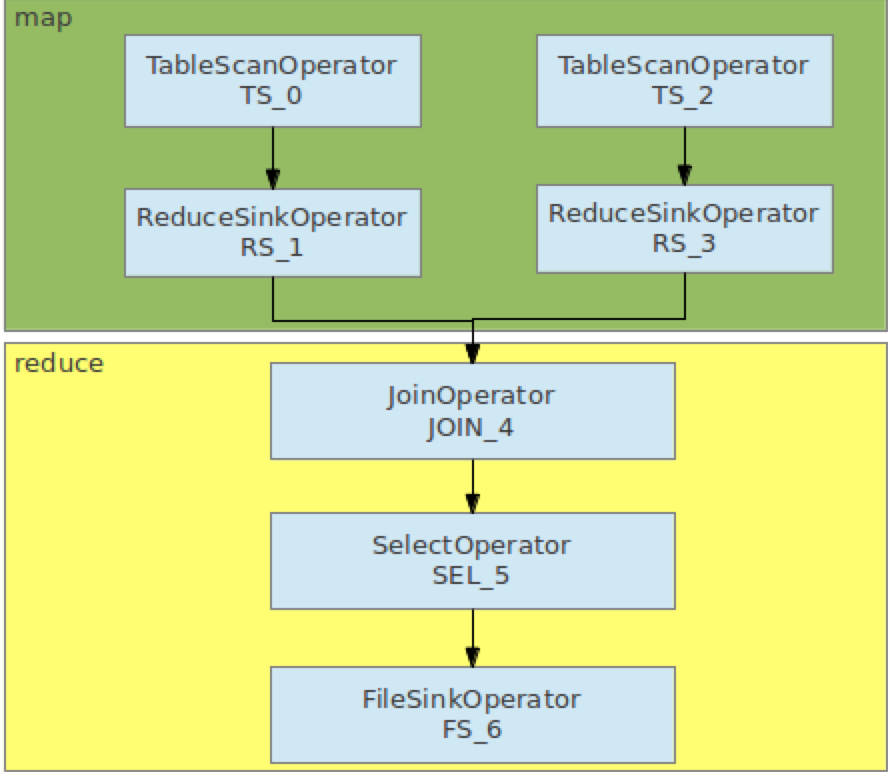 map
TableScanOperator
TS_0
TableScanOperator
TS_2
ReduceSinkOperator
RS_1
ReduceSinkOperator
RS_3
reduce
JoinOperator
JOIN_4
SelectOperator
SEL_5
FileSinkOperator
FS_6